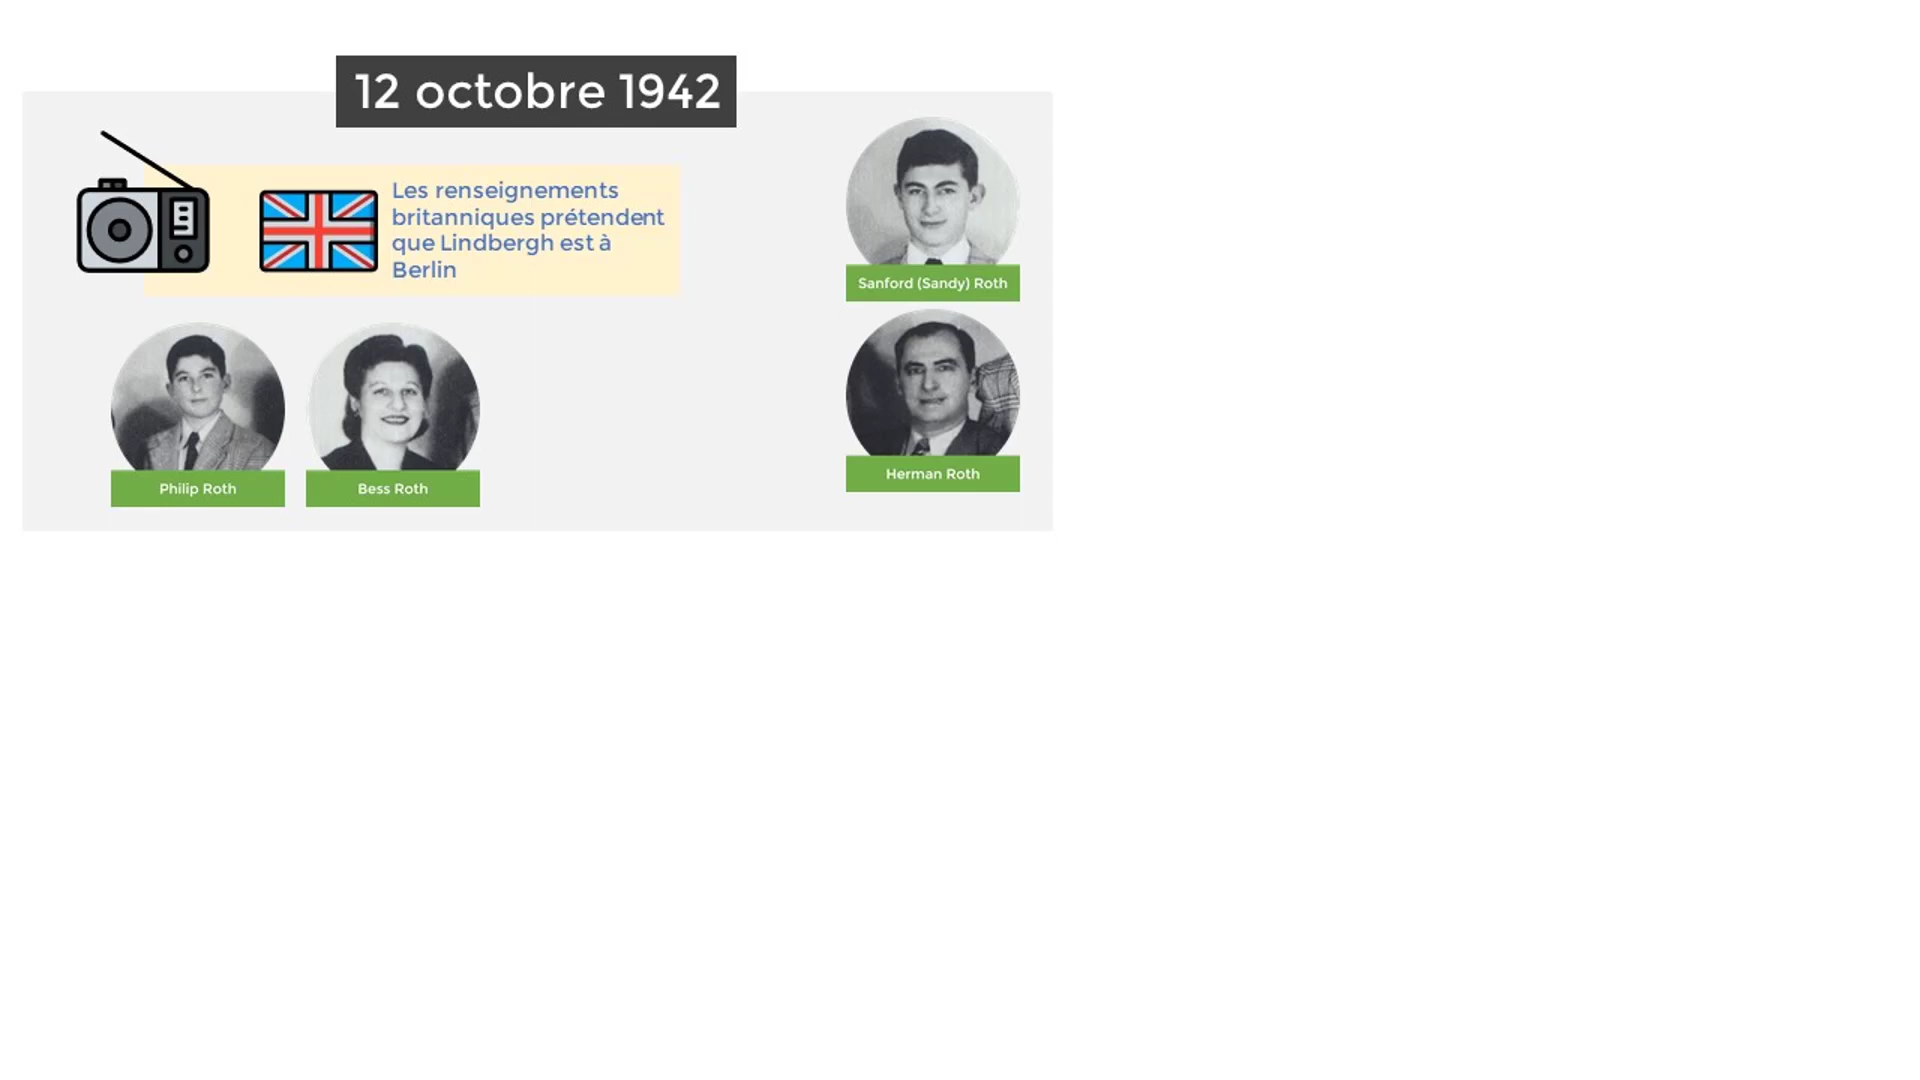 12 octobre 1942
Les renseignements
britanniques prétendent
que Lindbergh est à
Berlin
Sanford (Sandy) Roth
Herman Roth
Philip Roth
Bess Roth